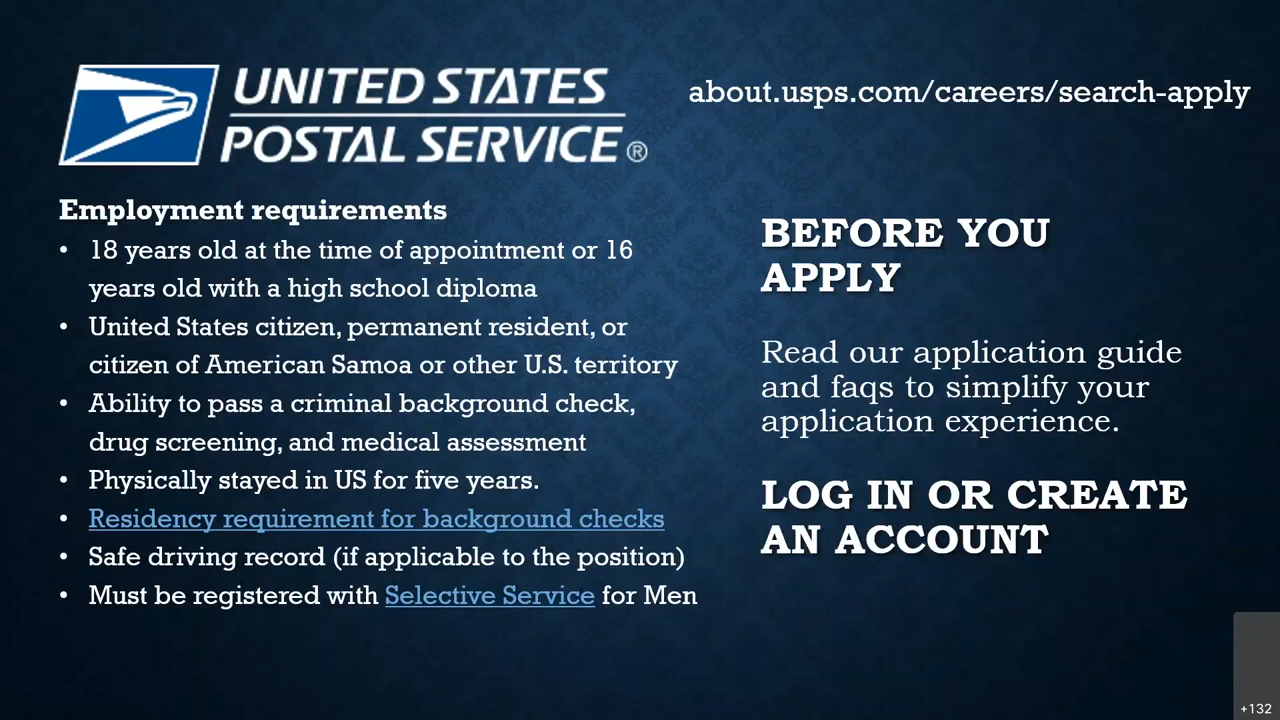 UNITED STATES
POSTAL SERVICE®
about.usps.com/careers/search-apply
Employment requirements
• 18 years old at the time of appointment or 16
years old with a high school diploma
• United States citizen, permanent resident, or
citizen of American Samoa or other U.S. territory
• Ability to pass a criminal background check,
drug screening, and medical assessment
• Physically stayed in US for five years.
• Residency requirement for background checks
• Safe driving record (if applicable to the position)
• Must be registered with Selective Service for Men
BEFORE YOU
APPLY
Read our application guide
and faqs to simplify your
application experience.
LOG IN OR CREATE
AN ACCOUNT
+132